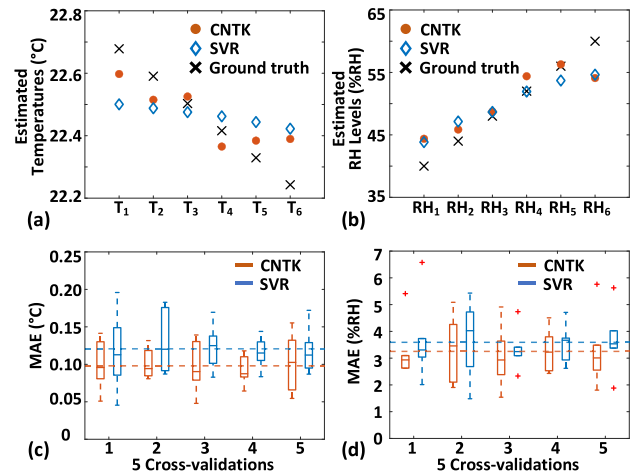 22.8
22.6
22.4
22.2
Estimated
Temperatures (°C)
CNTK
SVR
Ground truth
T1
T2
T3
T4
T5
T6
(a)
65
55
45
35
Estimated
RH Levels (%RH)
CNTK
SVR
Ground truth
RH1
RH2
RH3
RH4
RH5
RH6
(b)
0.25
0.20
0.15
0.10
0.05
0
MAE (°C)
CNTK
SVR
1
2
3
4
5
5 Cross-validations
(c)
7
6
5
4
3
2
1
0
MAE (%RH)
CNTK
SVR
1
2
3
4
5
5 Cross-validations
(d)